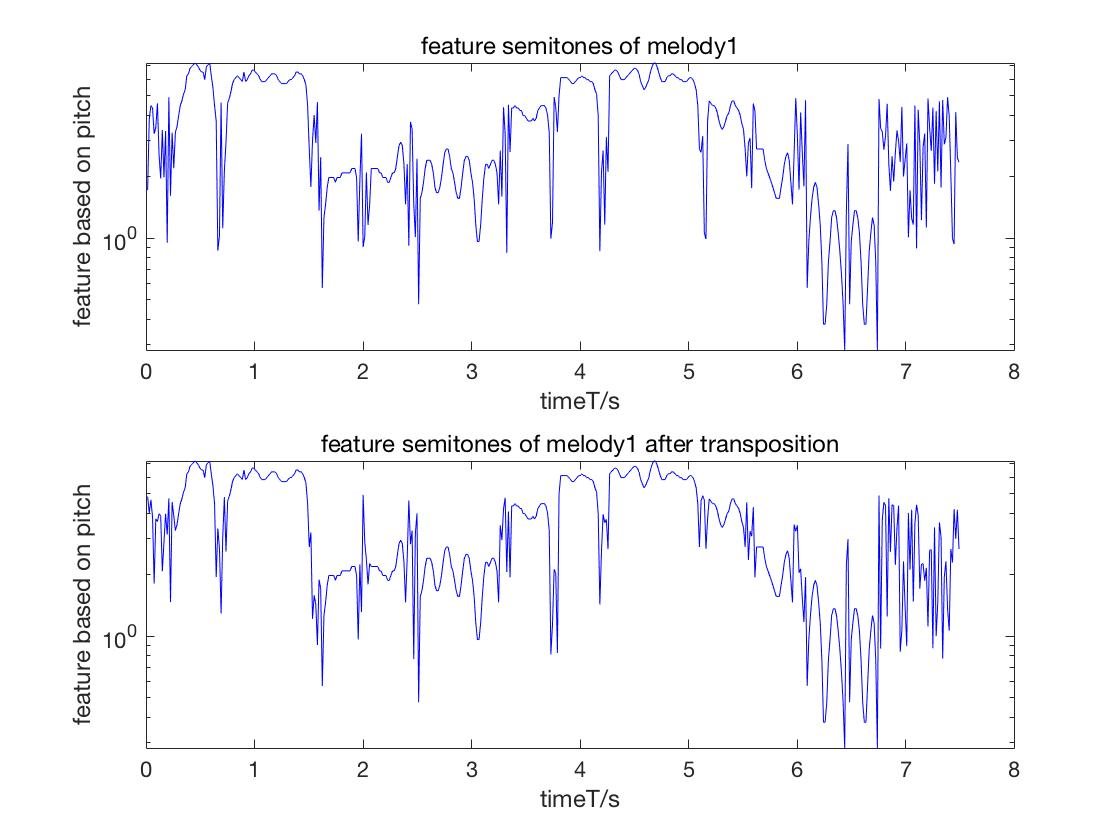 feature semitones of melody1
feature based on pitch
10^0
0 1 2 3 4 5 6 7 8
timeT/s
feature semitones of melody1 after transposition
feature based on pitch
10^0
0 1 2 3 4 5 6 7 8
timeT/s